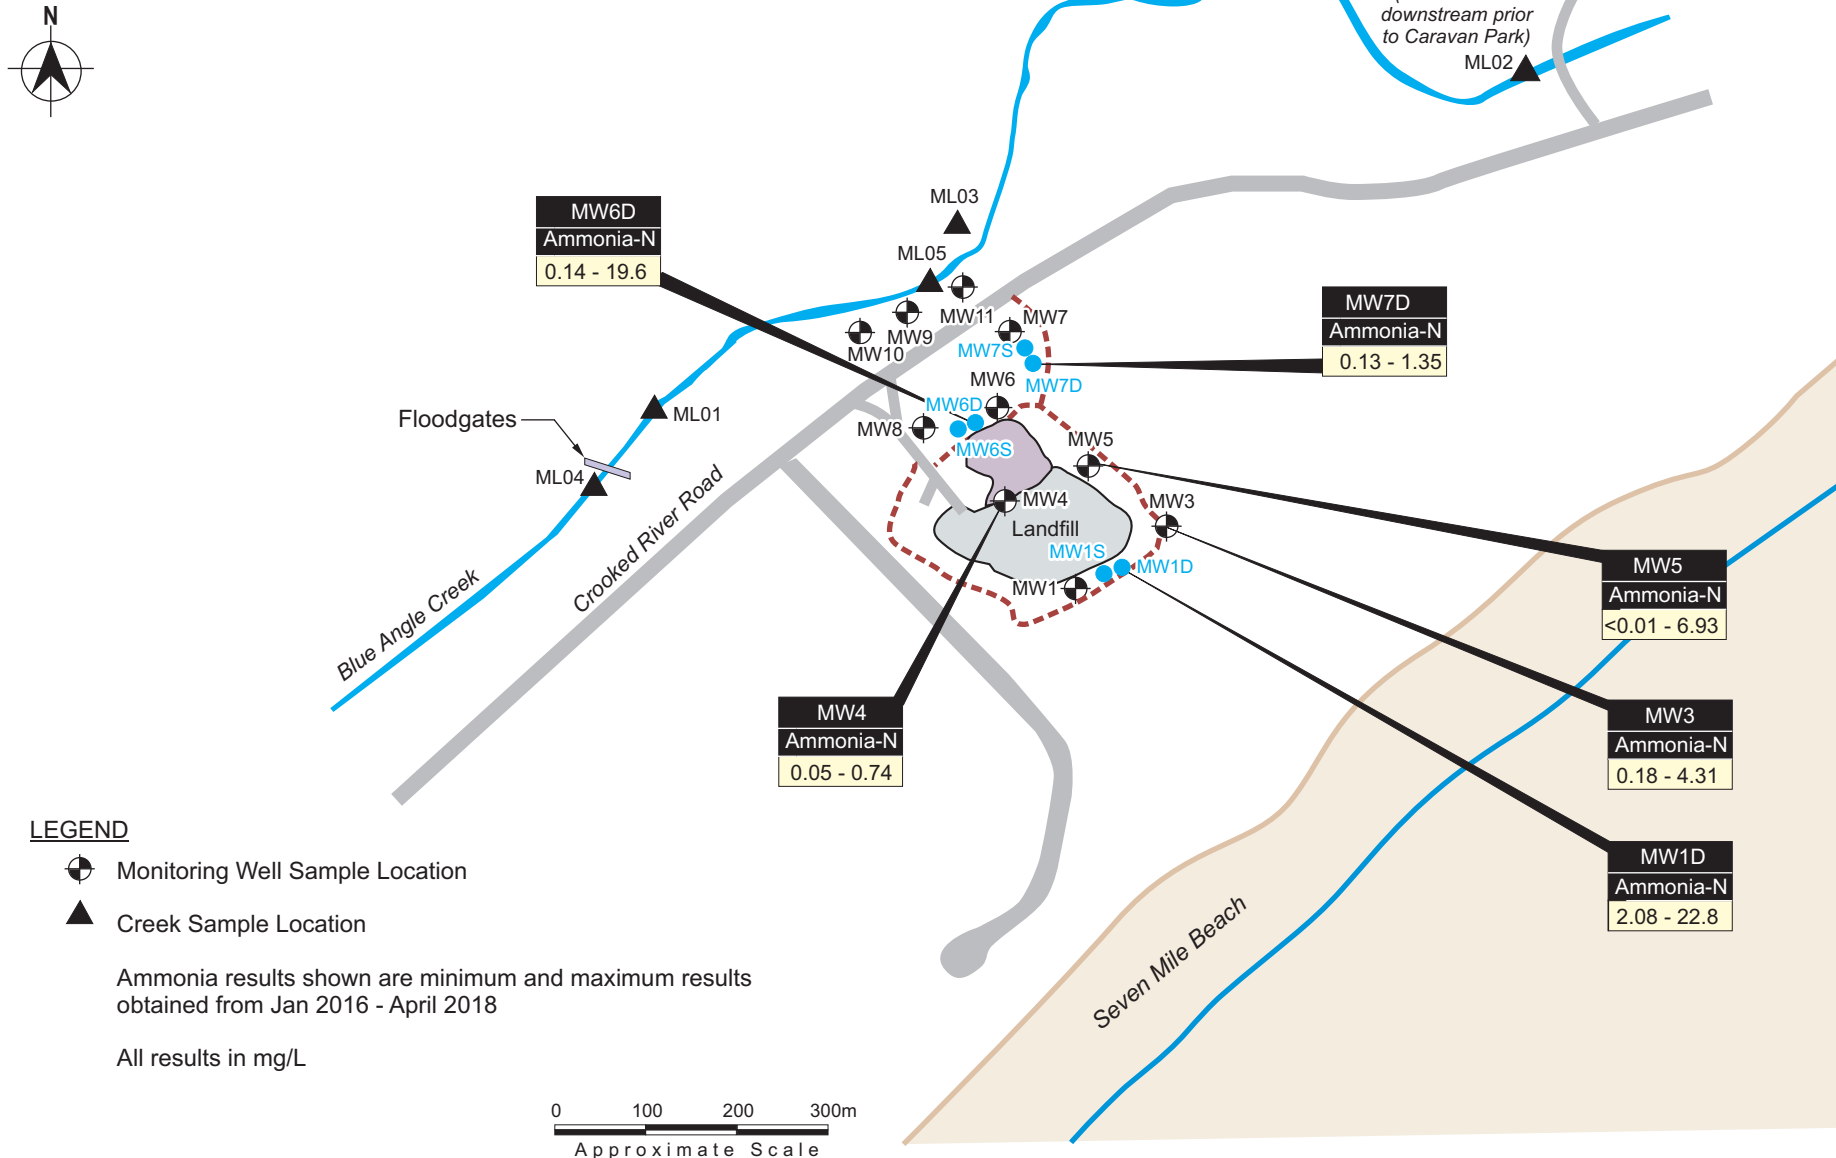 N
downstream prior
to Caravan Park)
ML02
ML03
MW6D
Ammonia-N
0.14 - 19.6
ML05
MW11
MW7
MW9
MW10
MW7S
MW7D
MW7D
Ammonia-N
0.13 - 1.35
MW6
MW6D
MW8
MW6S
MW5
ML01
Floodgates
ML04
MW4
MW3
Landfill
MW1S
MW1D
MW1
Crooked River Road
Blue Angle Creek
MW5
Ammonia-N
<0.01 - 6.93
MW4
Ammonia-N
0.05 - 0.74
MW3
Ammonia-N
0.18 - 4.31
MW1D
Ammonia-N
2.08 - 22.8
Seven Mile Beach
LEGEND
Monitoring Well Sample Location
Creek Sample Location
Ammonia results shown are minimum and maximum results
obtained from Jan 2016 - April 2018
All results in mg/L
0 100 200 300m
Approximate Scale